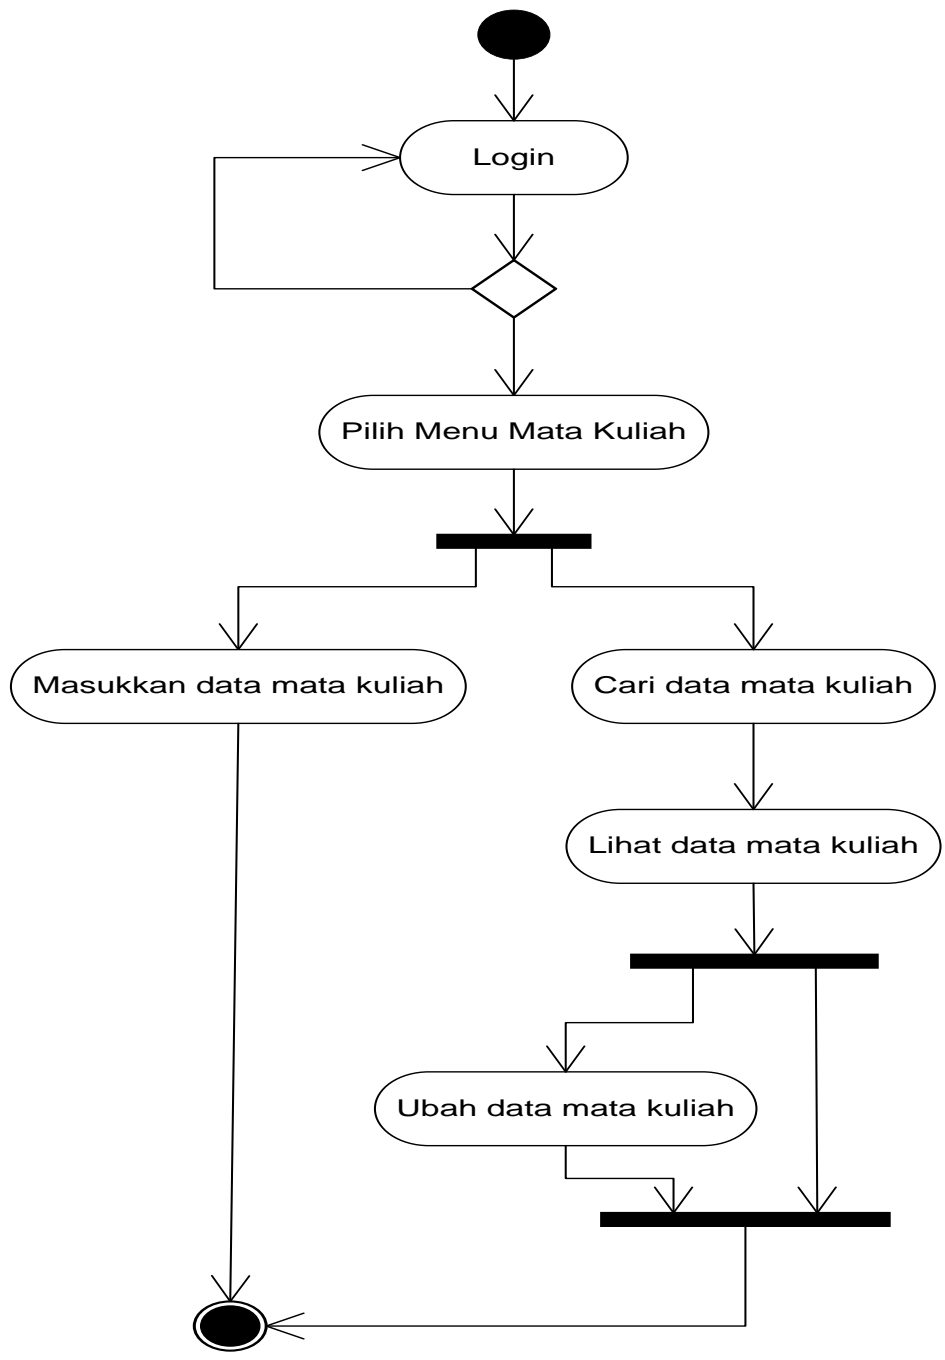 Login
Pilih Menu Mata Kuliah
Masukkan data mata kuliah
Cari data mata kuliah
Lihat data mata kuliah
Ubah data mata kuliah